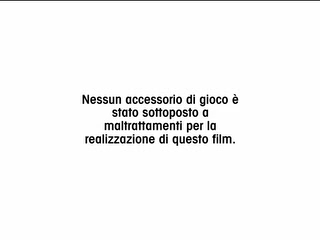 Nessun accessorio di gioco è
stato sottoposto a
maltrattamenti per la
realizzazione di questo film.